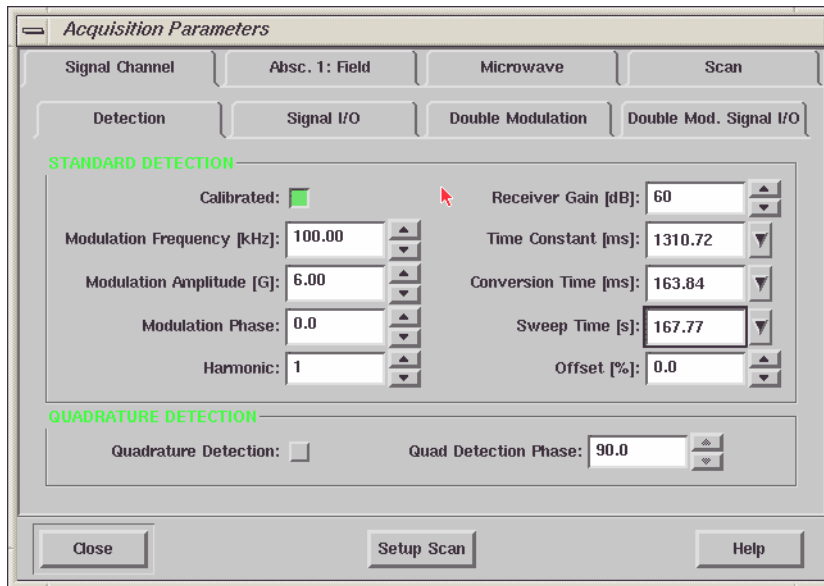 Acquisition Parameters
Signal Channel
Absc. 1: Field
Microwave
Scan
Detection
Signal I/O
Double Modulation
Double Mod. Signal I/O
STANDARD DETECTION
Calibrated:
Receiver Gain [dB]: 60
Modulation Frequency [kHz]: 100.00
Time Constant [ms]: 1310.72
Modulation Amplitude [G]: 6.00
Conversion Time [ms]: 163.84
Modulation Phase: 0.0
Sweep Time [s]: 167.77
Harmonic: 1
Offset [%]: 0.0
QUADRATURE DETECTION
Quadrature Detection:
Quad Detection Phase: 90.0
Close
Setup Scan
Help